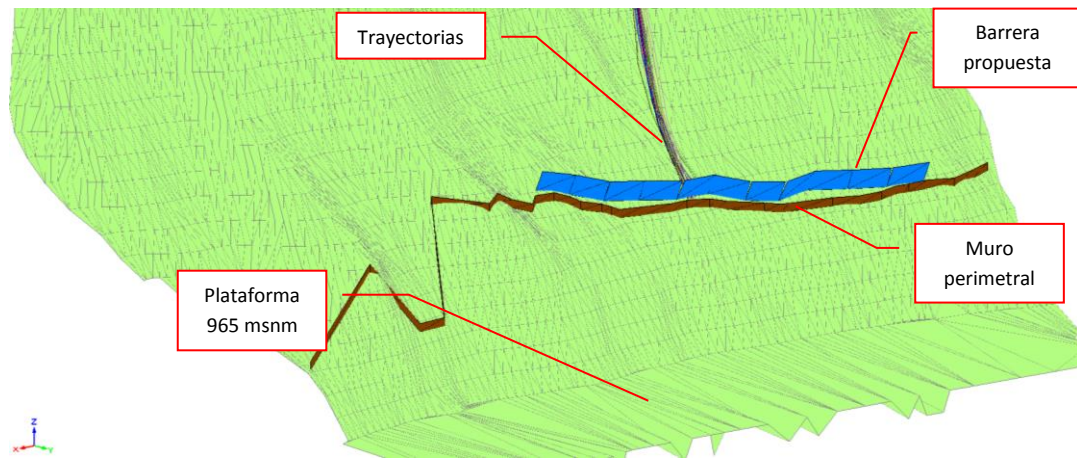 Trayectorias
Barrera
propuesta
Muro
perimetral
Plataforma
965 msnm
Z
X
Y